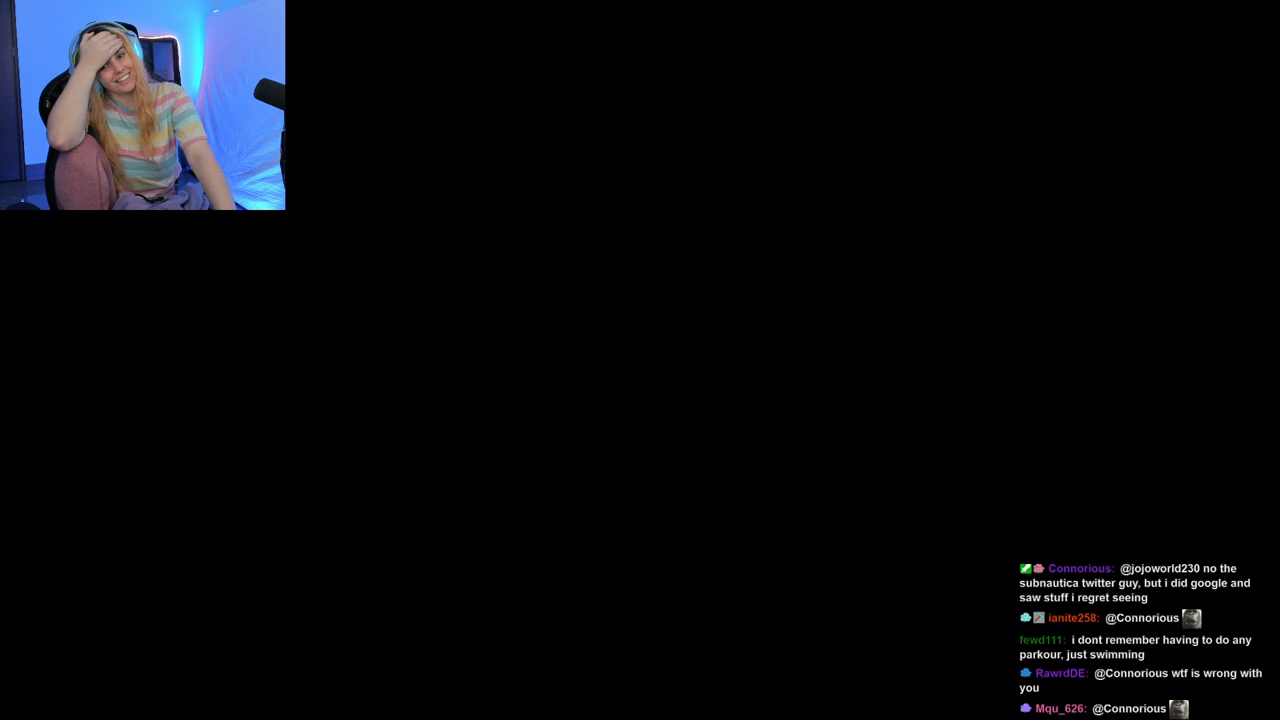 Connorious: @jojoworld230 no the
subnautica twitter guy, but i did google and
saw stuff i regret seeing
ianite258: @Connorious
fewd111: i dont remember having to do any
parkour, just swimming
RawrdDE: @Connorious wtf is wrong with
you
Mqu_626: @Connorious